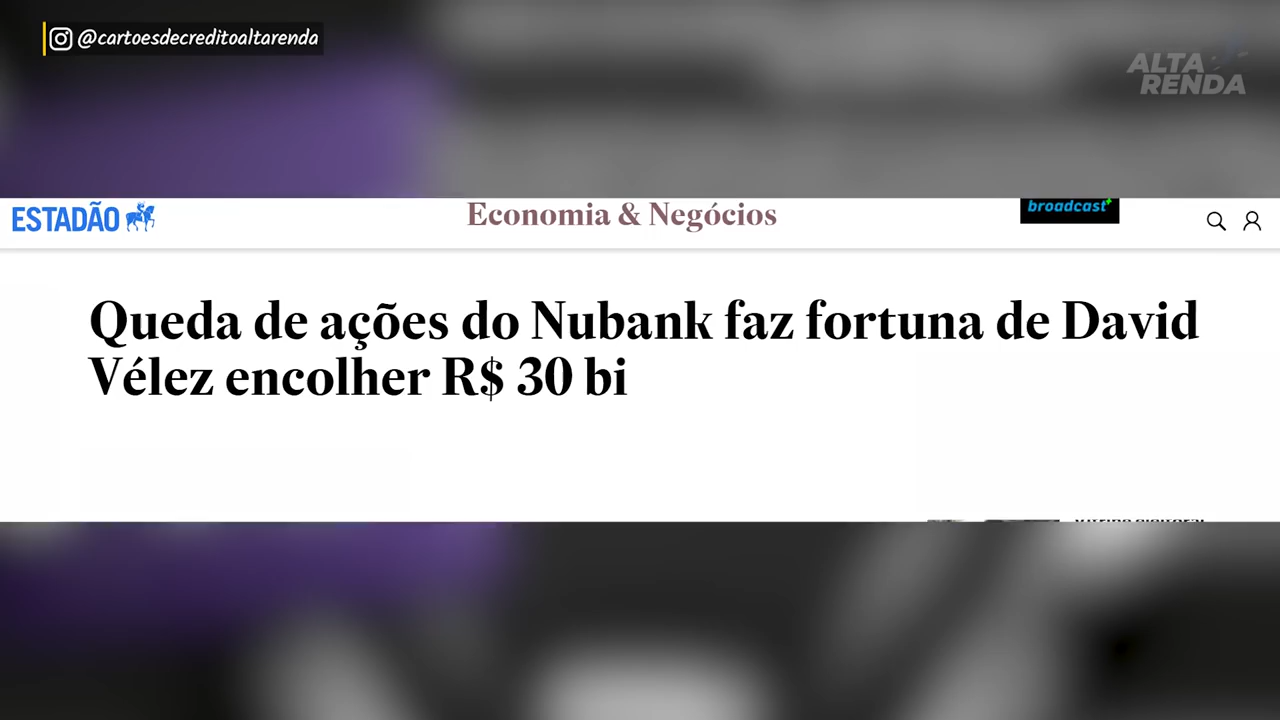 @cartoesdecreditoaltarenda
ALTA
RENDA
ESTADÃO
Economia & Negócios
broadcast+
Queda de ações do Nubank faz fortuna de David
Vélez encolher R$ 30 bi